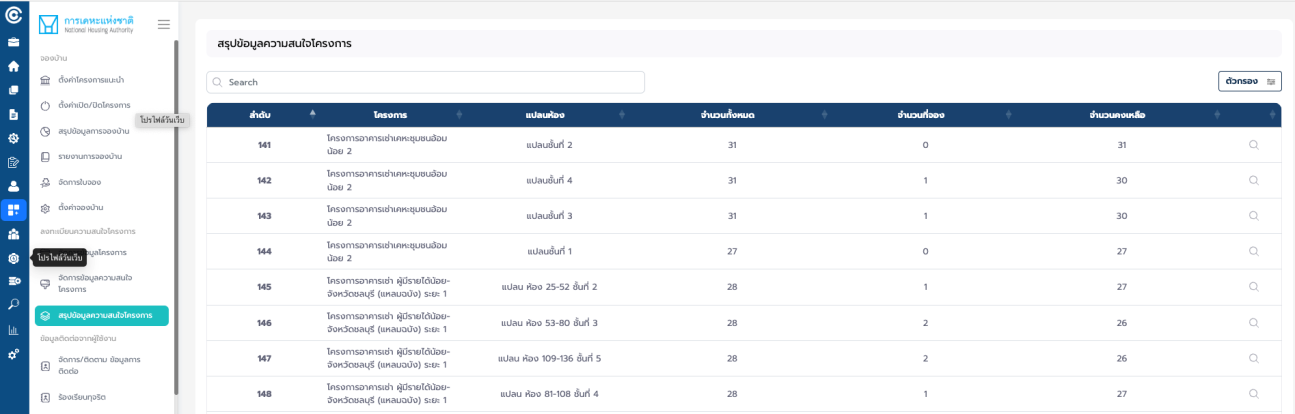 การเคหะแห่งชาติ
National Housing Authority
จองบ้าน
ตั้งค่าโครงการแนะนำ
ตั้งค่าเปิด/ปิดโครงการ
โปรไฟล์วันเว็บ
สรุปข้อมูลการจองบ้าน
รายงานการจองบ้าน
จัดการใบจอง
ตั้งค่าจองบ้าน
ลงทะเบียนความสนใจโครงการ
โปรไฟล์วันเว็บ
มูลโครงการ
จัดการข้อมูลความสนใจ
โครงการ
สรุปข้อมูลความสนใจโครงการ
ข้อมูลติดต่อจากผู้ใช้งาน
จัดการ/ติดตาม ข้อมูลการ
ติดต่อ
ร้องเรียนทุจริต
สรุปข้อมูลความสนใจโครงการ
Search
ตัวกรอง
ลำดับ โครงการ แปลนห้อง จำนวนทั้งหมด จำนวนที่จอง จำนวนคงเหลือ
141 โครงการอาคารเช่าเคหะชุมชนอ้อม แปลนชั้นที่ 2 31 0 31
น้อย 2
142 โครงการอาคารเช่าเคหะชุมชนอ้อม แปลนชั้นที่ 4 31 1 30
น้อย 2
143 โครงการอาคารเช่าเคหะชุมชนอ้อม แปลนชั้นที่ 3 31 1 30
น้อย 2
144 โครงการอาคารเช่าเคหะชุมชนอ้อม แปลนชั้นที่ 1 27 0 27
น้อย 2
145 โครงการอาคารเช่า ผู้มีรายได้น้อย- แปลน ห้อง 25-52 ชั้นที่ 2 28 1 27
จังหวัดชลบุรี (แหลมฉบัง) ระยะ 1
146 โครงการอาคารเช่า ผู้มีรายได้น้อย- แปลน ห้อง 53-80 ชั้นที่ 3 28 2 26
จังหวัดชลบุรี (แหลมฉบัง) ระยะ 1
147 โครงการอาคารเช่า ผู้มีรายได้น้อย- แปลน ห้อง 109-136 ชั้นที่ 5 28 2 26
จังหวัดชลบุรี (แหลมฉบัง) ระยะ 1
148 โครงการอาคารเช่า ผู้มีรายได้น้อย- แปลน ห้อง 81-108 ชั้นที่ 4 28 1 27
จังหวัดชลบุรี (แหลมฉบัง) ระยะ 1